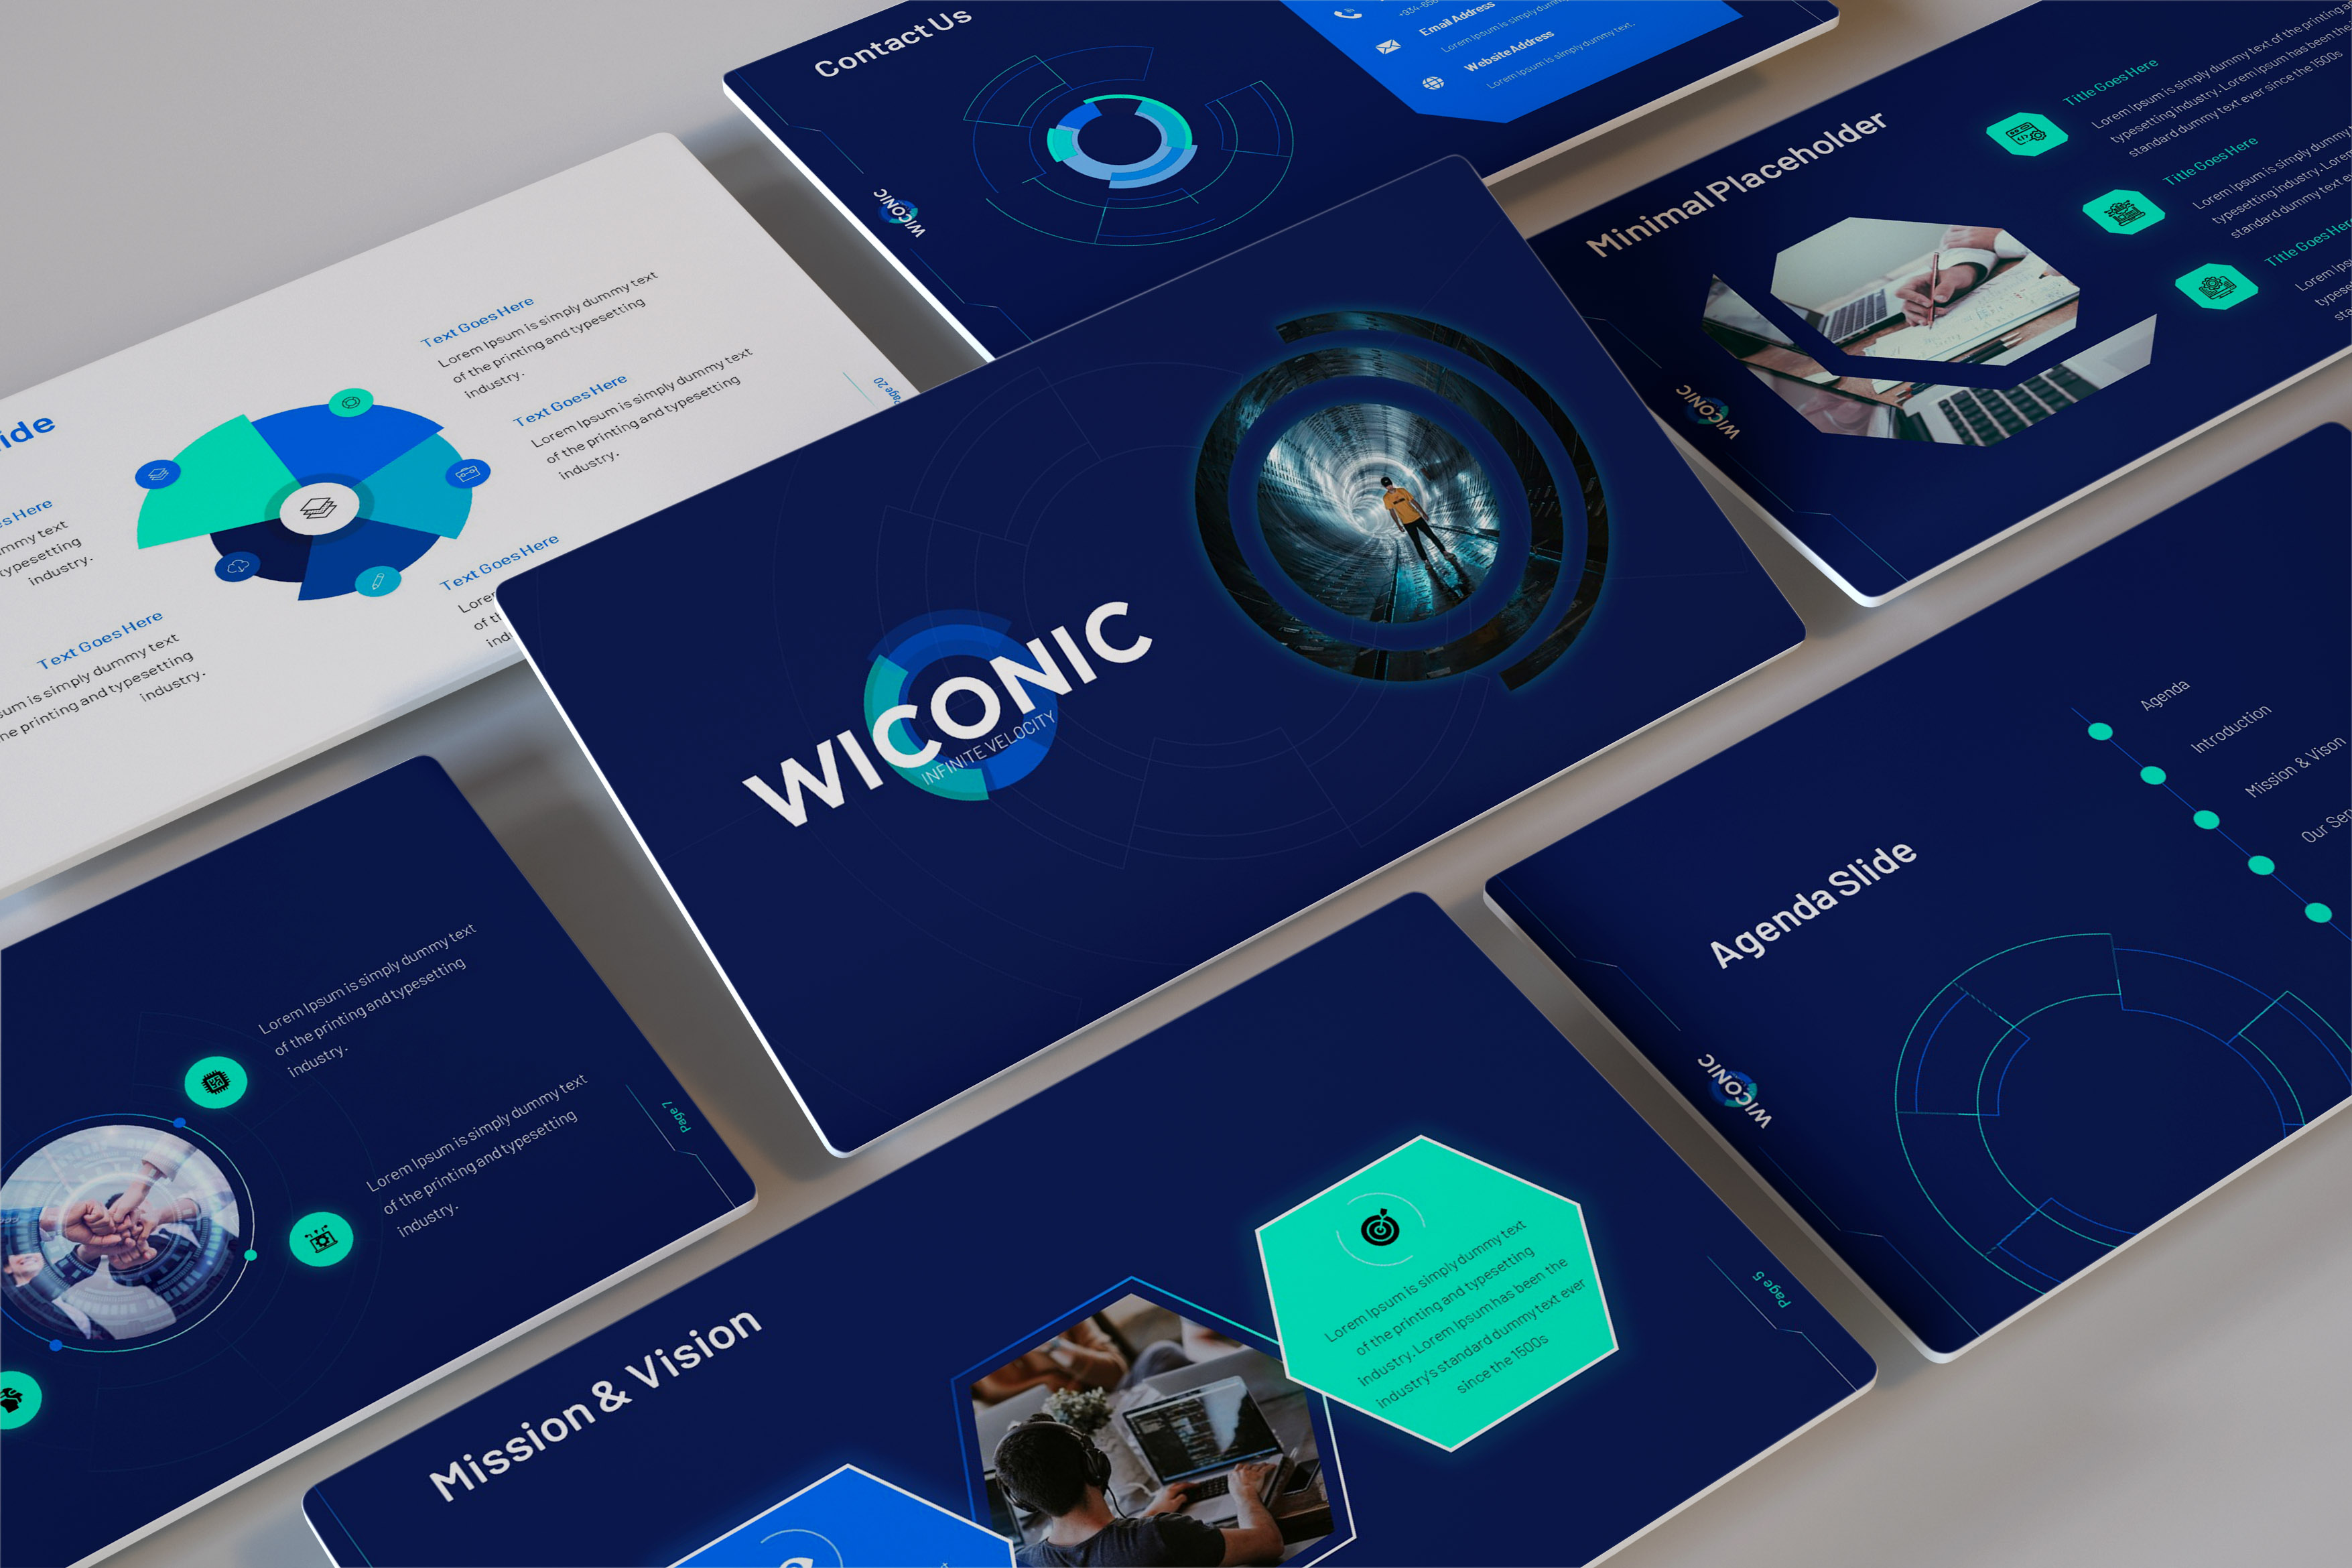 Contact Us
+934-656
Email Address
Lorem Ipsum is simply dummy text.
Website Address
Lorem Ipsum is simply dummy text.
WICONIC
Minimal Placeholder
Title Goes Here
Lorem Ipsum is simply dummy text of the printing and
typesetting industry. Lorem Ipsum has been the
standard dummy text ever since the 1500s
Title Goes Here
Lorem Ipsum is simply dummy
typesetting industry.
standard dummy text
Title Goes Here
Lorem Ips
typese
sta
WICONIC
ide
Text Goes Here
Lorem Ipsum is simply dummy text
of the printing and typesetting
industry.
Text Goes Here
Lorem Ipsum is simply dummy text
of the printing and typesetting
industry.
Text Goes Here
Lorem
of th
ind
es Here
mmy text
ypesetting
industry.
Text Goes Here
sum is simply dummy text
he printing and typesetting
industry.
Page 20
WICONIC
INFINITE VELOCITY
Agenda Slide
Agenda
Introduction
Mission & Vison
Our Ser
WICONIC
Lorem Ipsum is simply dummy text
of the printing and typesetting
industry.
Lorem Ipsum is simply dummy text
of the printing and typesetting
industry.
Page 7
Mission & Vision
Lorem Ipsum is simply dummy text
of the printing and typesetting
industry. Lorem Ipsum has been the
industry's standard dummy text ever
since the 1500s
Page 5